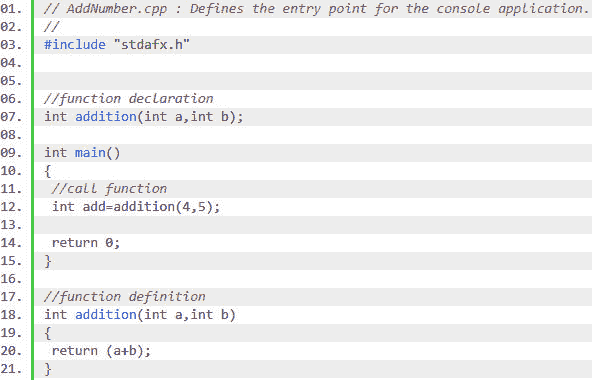 01. // AddNumber.cpp : Defines the entry point for the console application.
02. //
03. #include "stdafx.h"
04.
05.
06. //function declaration
07. int addition(int a,int b);
08.
09. int main()
10. {
11.  //call function
12.  int add=addition(4,5);
13.
14.  return 0;
15. }
16.
17. //function definition
18. int addition(int a,int b)
19. {
20.  return (a+b);
21. }